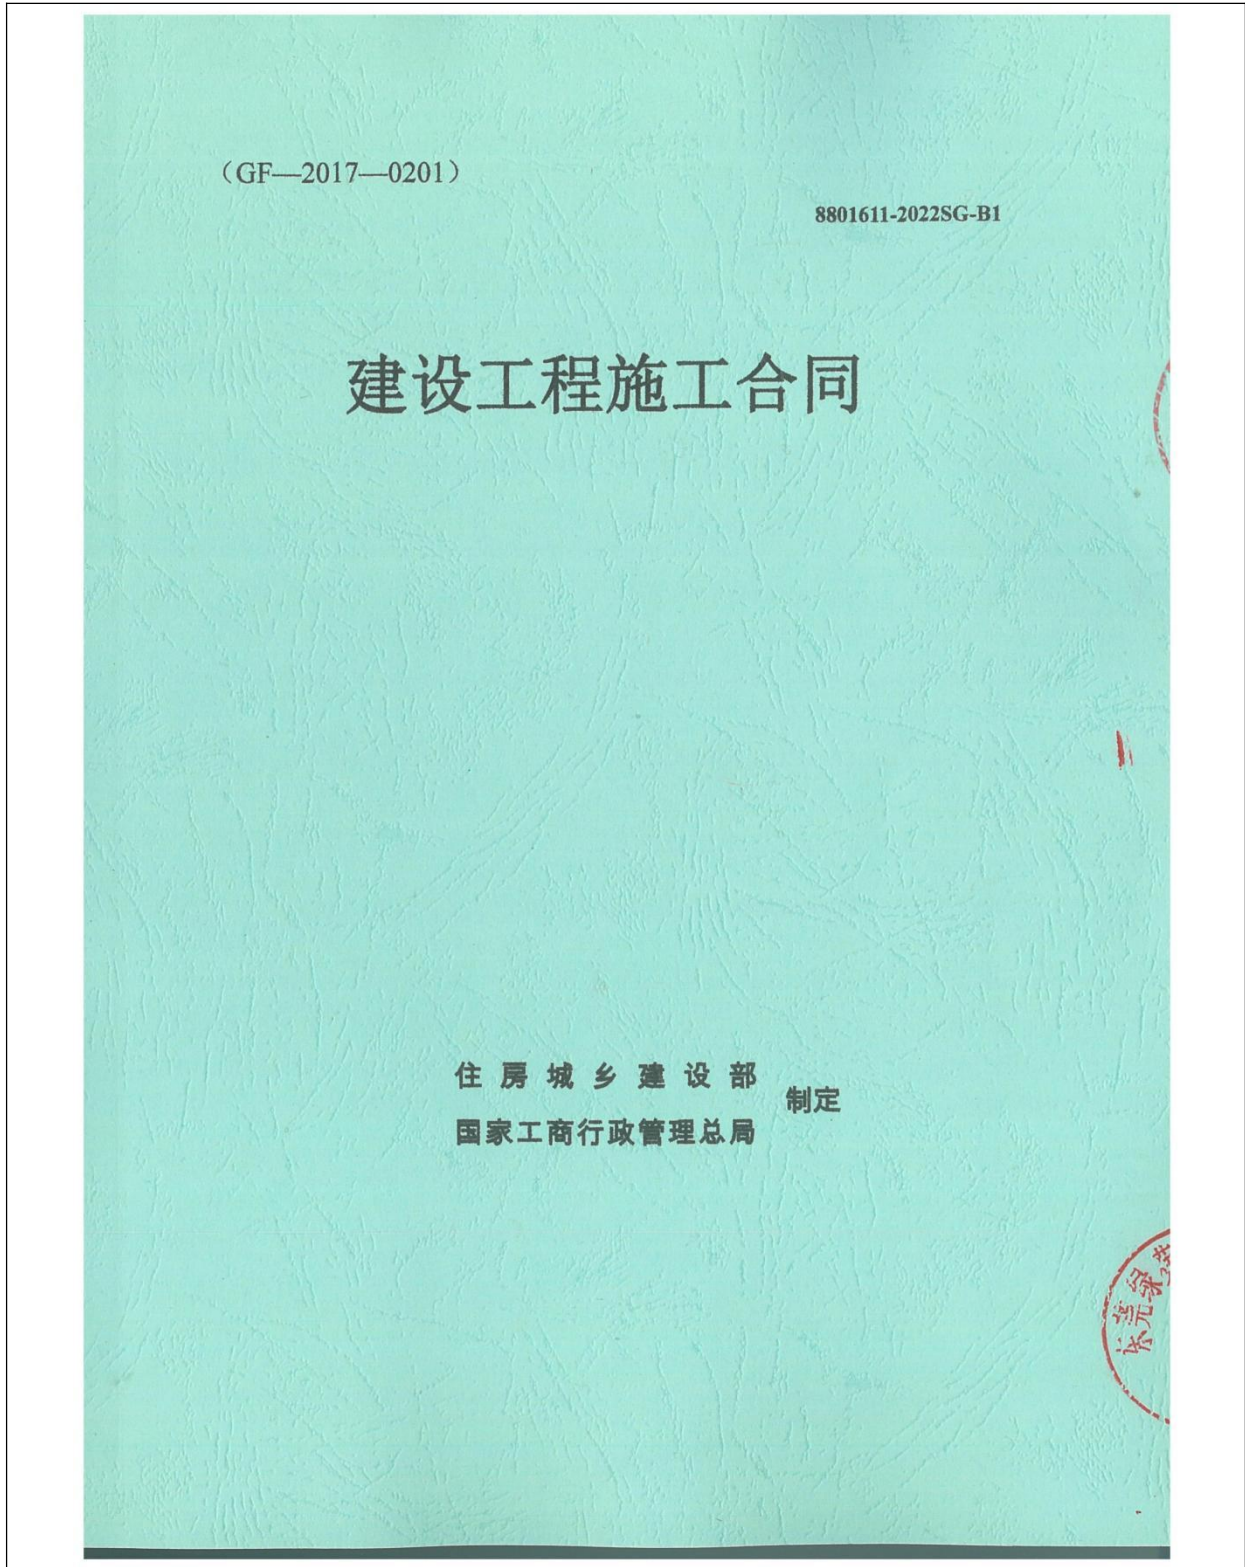 （GF—2017—0201）
8801611-2022SG-B1
建设工程施工合同
住房城乡建设部
国家工商行政管理总局
制定